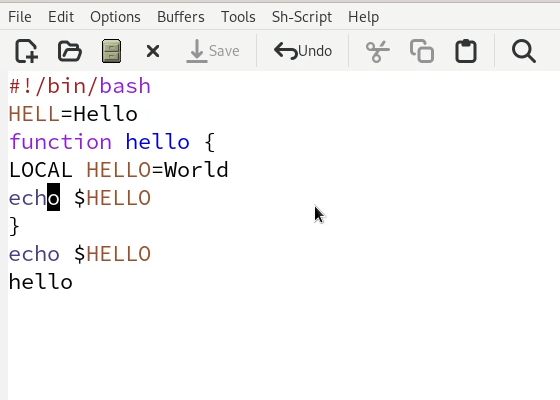 File Edit Options Buffers Tools Sh-Script Help
Save Undo
#!/bin/bash
HELL=Hello
function hello {
LOCAL HELLO=World
echo $HELLO
}
echo $HELLO
hello